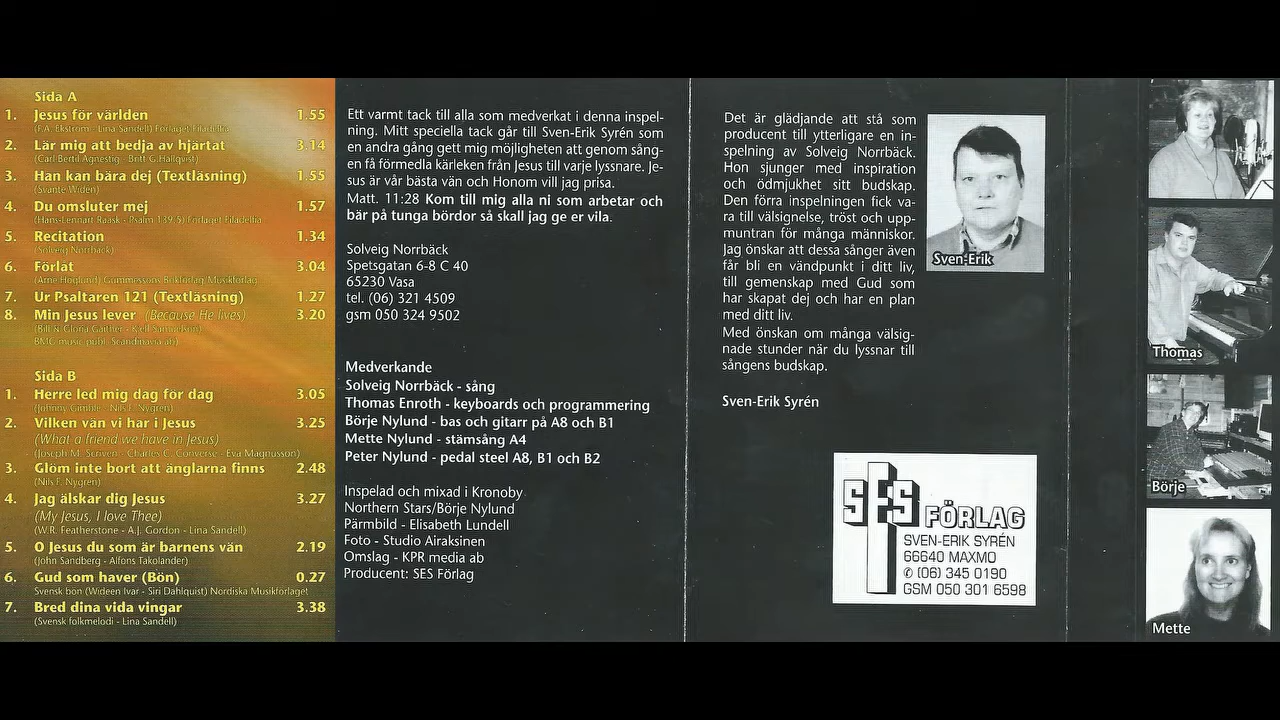 Sida A
1. Jesus för världen 1.55
(F.A. Ekström - Lina Sandell) Förlaget Filadelfia
2. Lär mig att bedja av hjärtat 3.14
(Carl Bertil Agnestig - Britt G Hallqvist)
3. Han kan bära dej (Textläsning) 1.55
(Svante Widen)
4. Du omsluter mej 1.57
(Hans-Lennart Raask - Psalm 139:5) Förlaget Filadelfia
5. Recitation 1.34
(Solveig Norrbäck)
6. Förlåt 3.04
(Arne Höglund) Gummessons Bokförlag/Musikförlag
7. Ur Psaltaren 121 (Textläsning) 1.27
8. Min Jesus lever (Because He lives) 3.20
(Bill & Gloria Gaither - Kjell Samuelson)
BMG music publ. Scandinavia ab)
Sida B
1. Herre led mig dag för dag 3.05
(Johnny Gimble - Nils F. Nygren)
2. Vilken vän vi har i Jesus 3.25
(What a friend we have in Jesus)
(Joseph M. Scriven - Charles C. Converse - Eva Magnusson)
3. Glöm inte bort att änglarna finns 2.48
(Nils F. Nygren)
4. Jag älskar dig Jesus 3.27
(My Jesus, I love Thee)
(W.R. Featherstone - A.J. Gordon - Lina Sandell)
5. O Jesus du som är barnens vän 2.19
(John Sandberg - Alfons Takolander)
6. Gud som haver (Bön) 0.27
Svensk bön (Wideen Ivar - Siri Dahlquist) Nordiska Musikförlaget
7. Bred dina vida vingar 3.38
(Svensk folkmelodi - Lina Sandell)
Ett varmt tack till alla som medverkat i denna inspel-
ning. Mitt speciella tack går till Sven-Erik Syrén som
en andra gång gett mig möjligheten att genom sång-
en få förmedla kärleken från Jesus till varje lyssnare. Je-
sus är vår bästa vän och Honom vill jag prisa.
Matt. 11:28 Kom till mig alla ni som arbetar och
bär på tunga bördor så skall jag ge er vila.
Solveig Norrbäck
Spetsgatan 6-8 C 40
65230 Vasa
tel. (06) 321 4509
gsm 050 324 9502
Medverkande
Solveig Norrbäck - sång
Thomas Enroth - keyboards och programmering
Börje Nylund - bas och gitarr på A8 och B1
Mette Nylund - stämsång A4
Peter Nylund - pedal steel A8, B1 och B2
Inspelad och mixad i Kronoby
Northern Stars/Börje Nylund
Pärmbild - Elisabeth Lundell
Foto - Studio Airaksinen
Omslag - KPR media ab
Producent: SES Förlag
Det är glädjande att stå som
producent till ytterligare en in-
spelning av Solveig Norrbäck.
Hon sjunger med inspiration
och ödmjukhet sitt budskap.
Den förra inspelningen fick va-
ra till välsignelse, tröst och upp-
muntran för många människor.
Jag önskar att dessa sånger även
får bli en vändpunkt i ditt liv,
till gemenskap med Gud som
har skapat dej och har en plan
med ditt liv.
Med önskan om många välsig-
nade stunder när du lyssnar till
sångens budskap.
Sven-Erik Syrén
Sven-Erik
SES FÖRLAG
SVEN-ERIK SYRÉN
66640 MAXMO
✆ (06) 345 0190
GSM 050 301 6598
Thomas
Börje
Mette